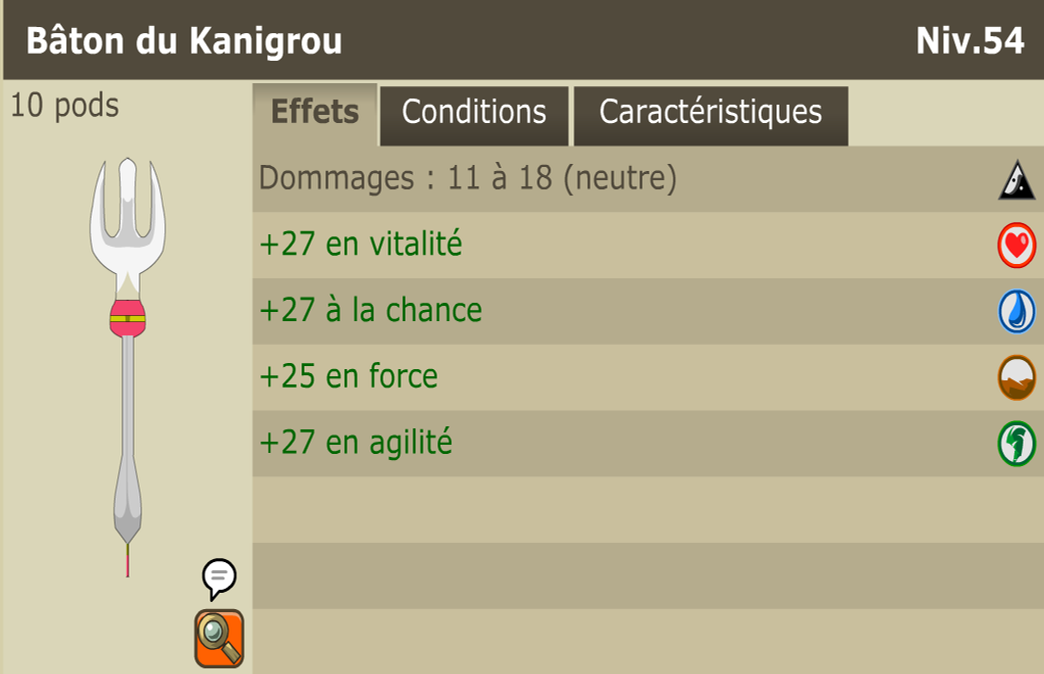 Bâton du Kanigrou
Niv.54
10 pods
Effets
Conditions
Caractéristiques
Dommages : 11 à 18 (neutre)
+27 en vitalité
+27 à la chance
+25 en force
+27 en agilité